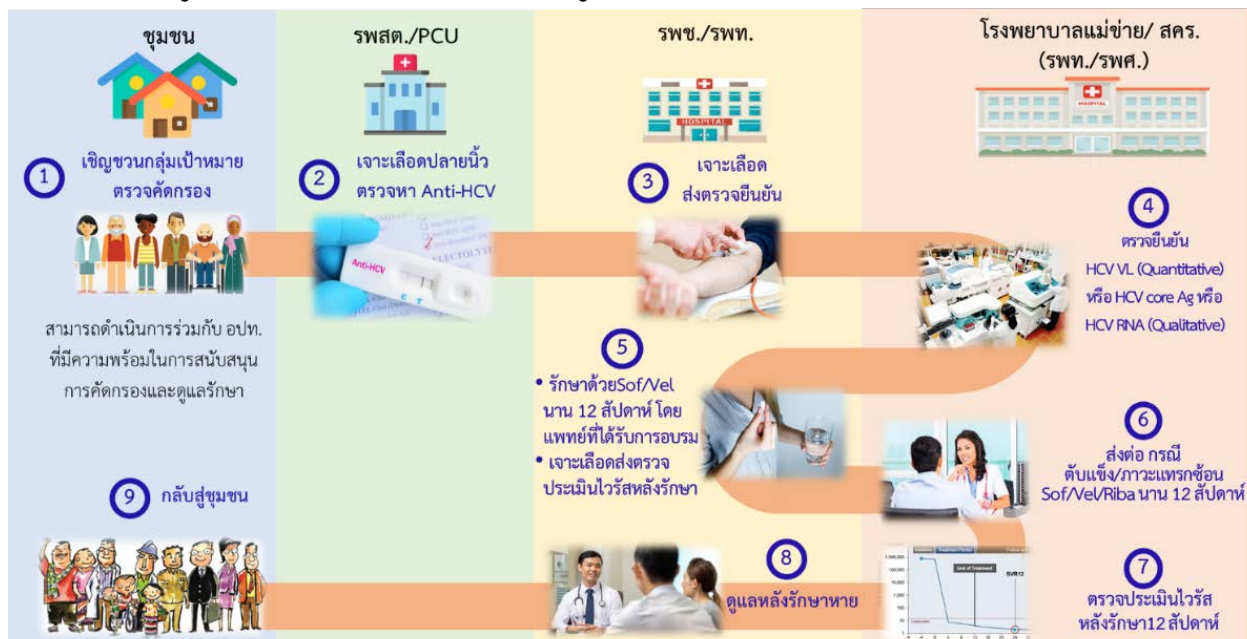 ชุมชน
รพสต./PCU
รพช./รพท.
โรงพยาบาลแม่ข่าย/ สคร.
(รพท./รพศ.)
HOSPITAL
HOSPITAL
1
เชิญชวนกลุ่มเป้าหมาย
ตรวจคัดกรอง
2
เจาะเลือดปลายนิ้ว
ตรวจหา Anti-HCV
3
เจาะเลือด
ส่งตรวจยืนยัน
4
ตรวจยืนยัน
HCV VL (Quantitative)
หรือ HCV core Ag หรือ
HCV RNA (Qualitative)
Anti-HCV
C T
สามารถดำเนินการร่วมกับ อปท.
ที่มีความพร้อมในการสนับสนุน
การคัดกรองและดูแลรักษา
5
• รักษาด้วยSof/Vel
นาน 12 สัปดาห์ โดย
แพทย์ที่ได้รับการอบรม
• เจาะเลือดส่งตรวจ
ประเมินไวรัสหลังรักษา
6
ส่งต่อ กรณี
ตับแข็ง/ภาวะแทรกซ้อน
Sof/Vel/Riba นาน 12 สัปดาห์
7
ตรวจประเมินไวรัส
หลังรักษา12 สัปดาห์
End of Treatment
SVR12
8
ดูแลหลังรักษาหาย
9
กลับสู่ชุมชน